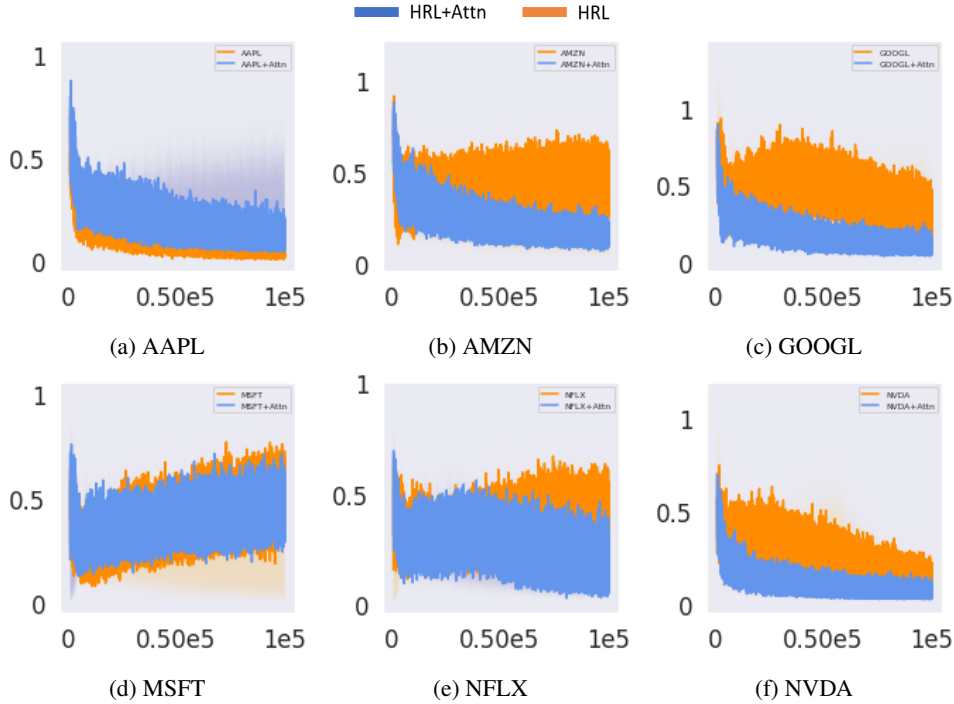 HRL+Attn HRL
AAPL
AAPL+Attn
1
0.5
0
0 0.50e5 1e5
(a) AAPL
AMZN
AMZN+Attn
1
0.5
0
0 0.50e5 1e5
(b) AMZN
GOOGL
GOOGL+Attn
1
0.5
0
0 0.50e5 1e5
(c) GOOGL
MSFT
MSFT+Attn
1
0.5
0
0 0.50e5 1e5
(d) MSFT
NFLX
NFLX+Attn
1
0.5
0
0 0.50e5 1e5
(e) NFLX
NVDA
NVDA+Attn
1
0.5
0
0 0.50e5 1e5
(f) NVDA